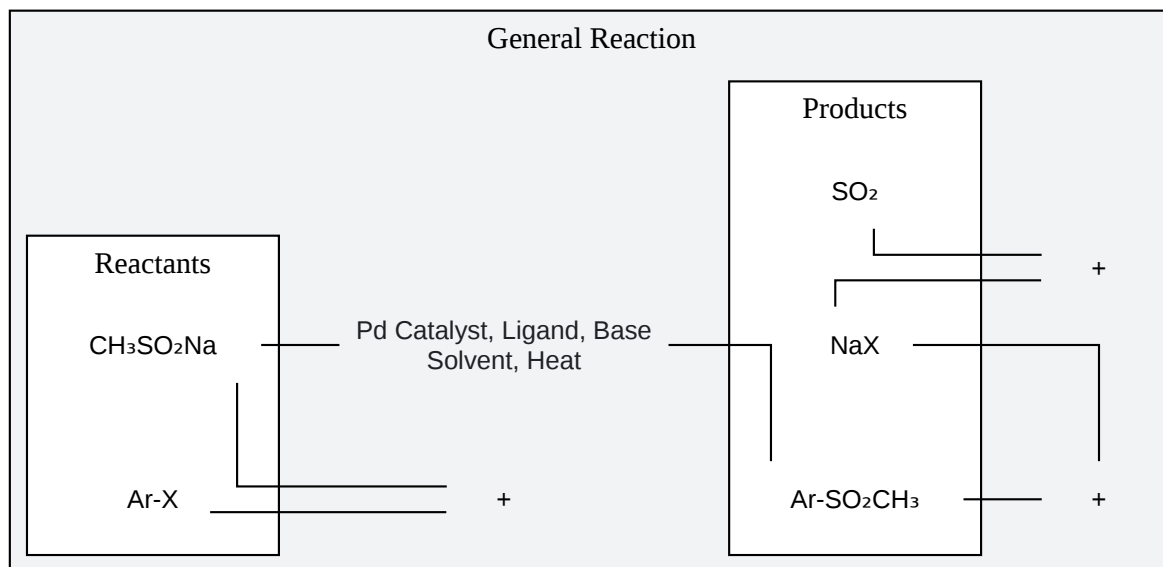 General Reaction
Products
SO₂
Reactants
+
CH₃SO₂Na
Pd Catalyst, Ligand, Base
Solvent, Heat
NaX
Ar-X
+
Ar-SO₂CH₃
+